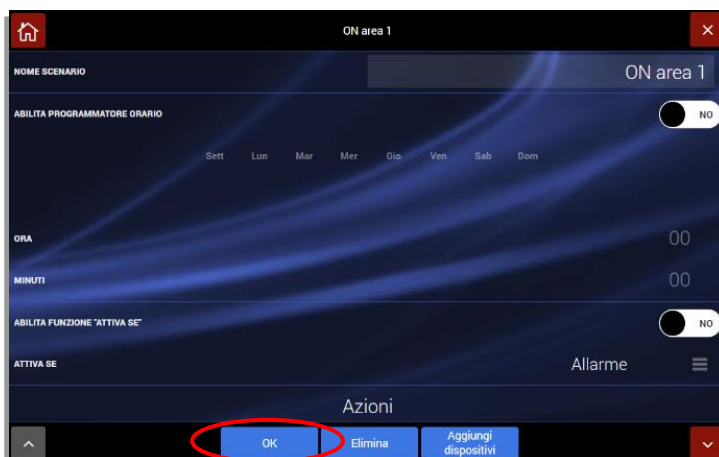 ON area 1
NOME SCENARIO ON area 1
ABILITA PROGRAMMATORE ORARIO NO
Sett Lun Mar Mer Gio Ven Sab Dom
ORA 00
MINUTI 00
ABILITA FUNZIONE "ATTIVA SE" NO
ATTIVA SE Allarme
Azioni
OK Elimina Aggiungi
dispositivi